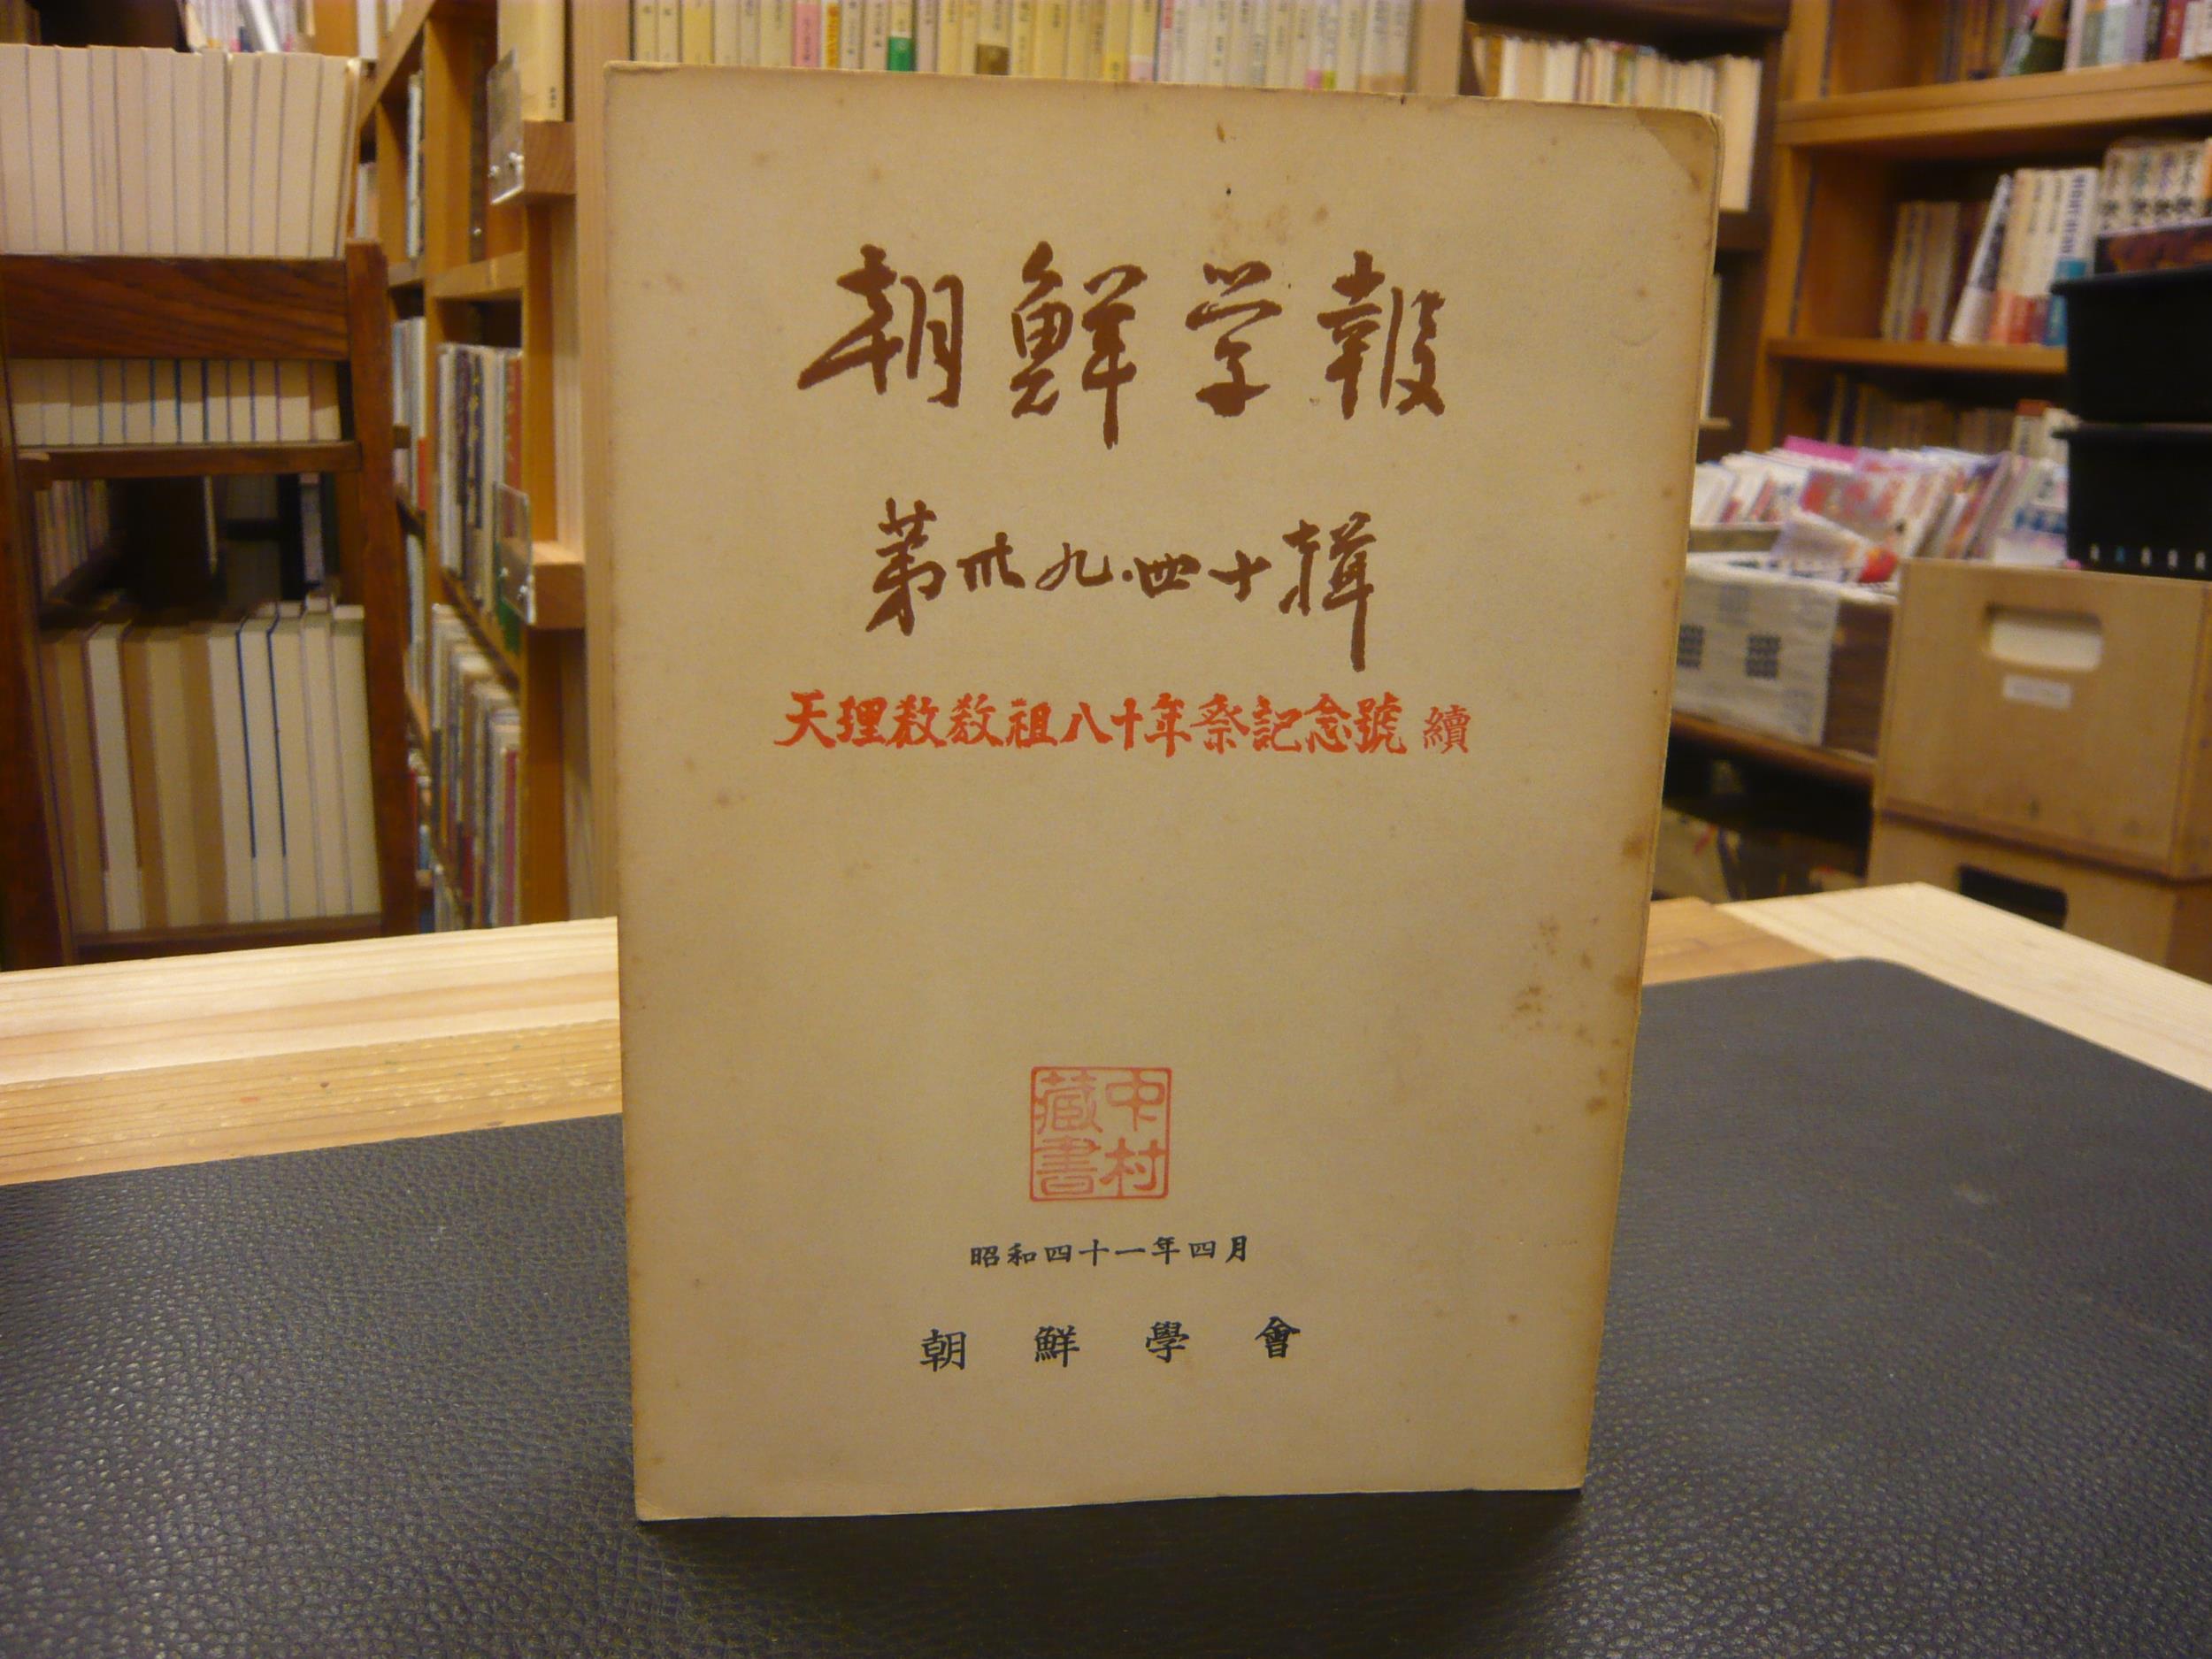 朝鮮学報
第卅九·四十輯
天理教教祖八十年祭記念號 續
中村
藏書
昭和四十一年四月
朝鮮學會